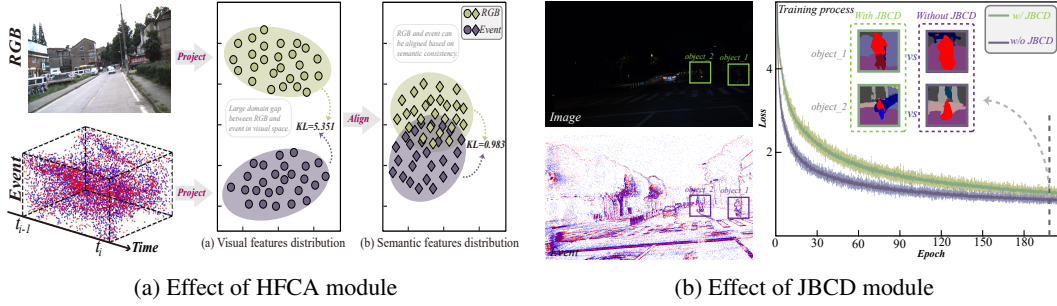 RGB
Event
t_{i-1}
t_i
Time
Project
Project
Large domain gap
between RGB and
event in visual space.
KL=5.351
(a) Visual features distribution
Align
RGB
Event
RGB and event can
be aligned based on
semantic consistency.
KL=0.983
(b) Semantic features distribution
(a) Effect of HFCA module
object_2
object_1
Image
object_2
object_1
Event
Training process
With JBCD
Without JBCD
w/ JBCD
w/o JBCD
object_1
vs
object_2
vs
Loss
4
2
0
30
60
90
120
150
180
Epoch
(b) Effect of JBCD module